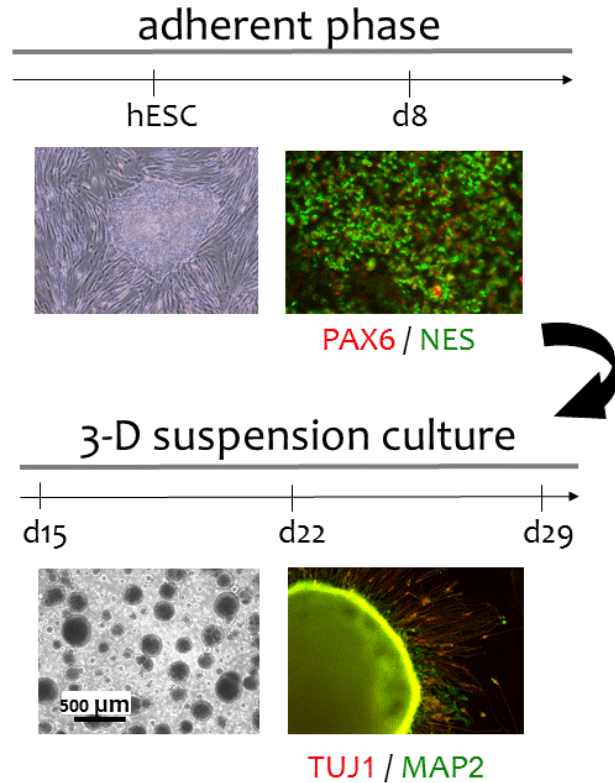 adherent phase
hESC d8
PAX6 / NES
3-D suspension culture
d15 d22 d29
500 µm
TUJ1 / MAP2